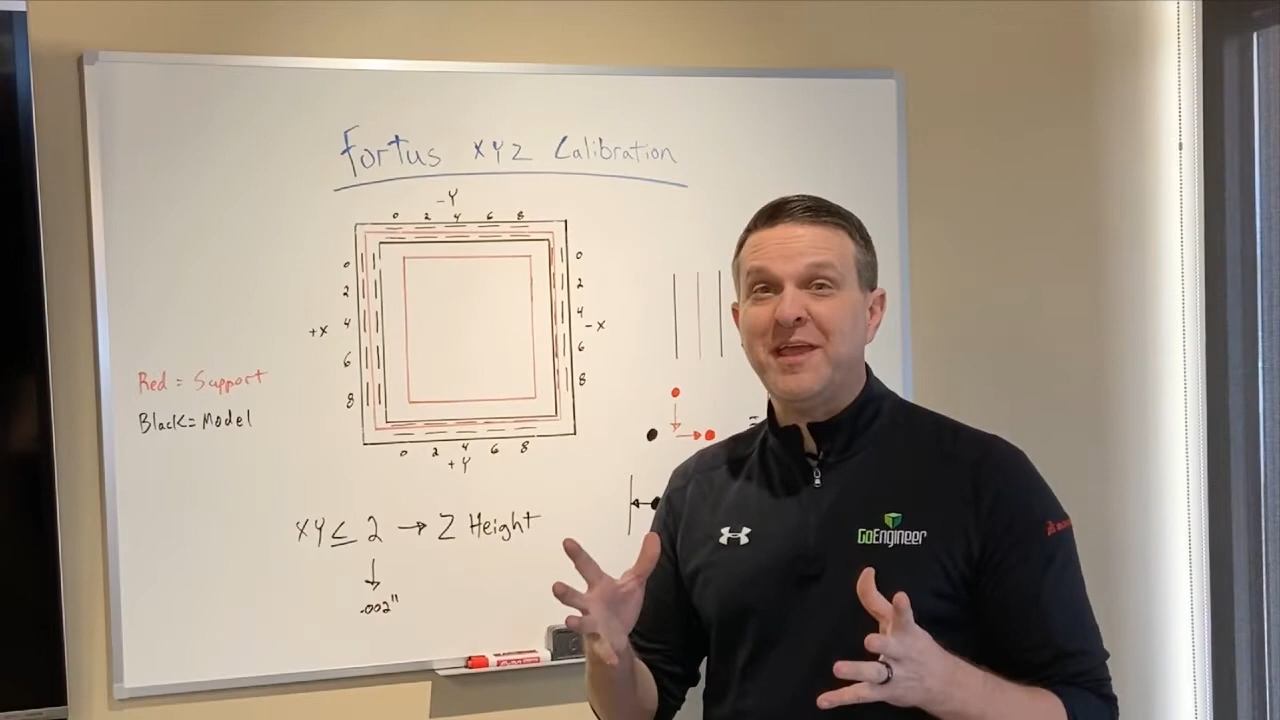 Fortus XYZ Calibration
-Y
0 2 4 6 8
0
2
4
6
8
+X
0
2
4
6
8
-X
0 2 4 6 8
+Y
Red = Support
Black = Model
XY ≤ 2 → Z Height
.002"
GoEngineer